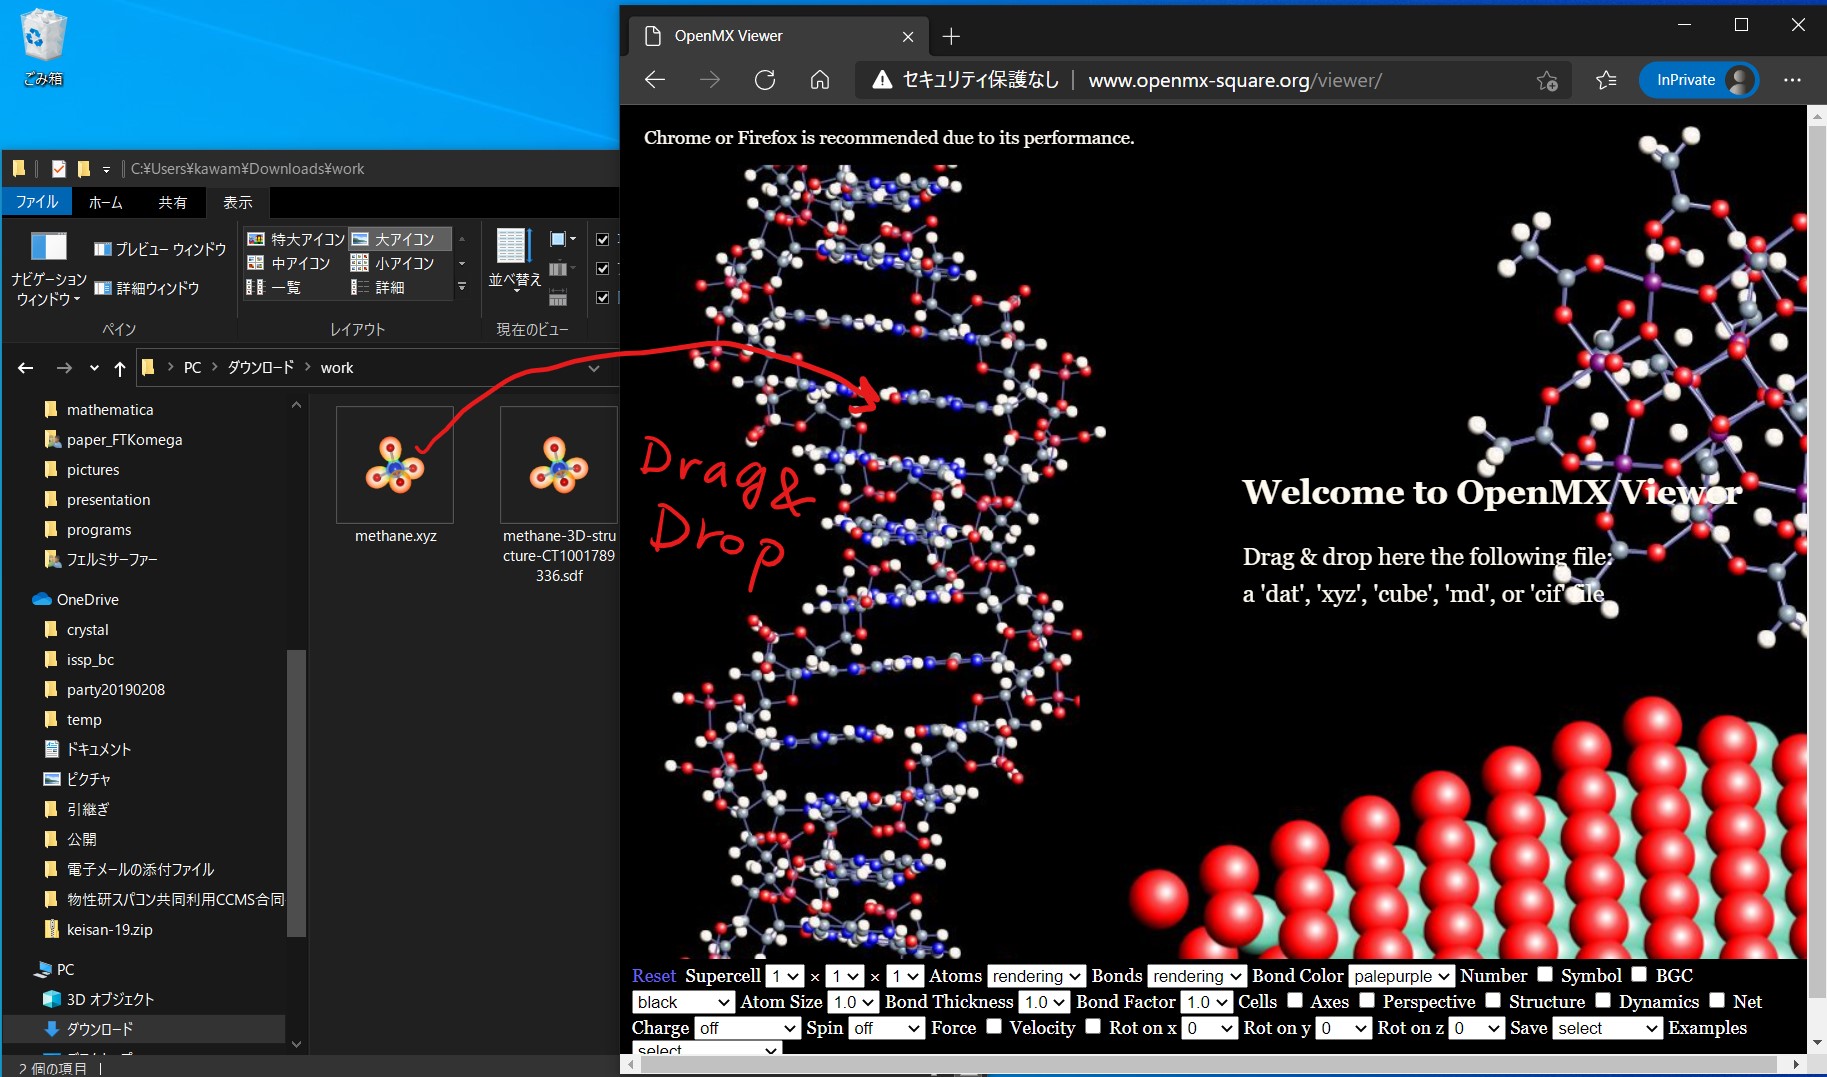 ごみ箱
OpenMX Viewer
セキュリティ保護なし | www.openmx-square.org/viewer/
InPrivate
C:¥Users¥kawam¥Downloads¥work
ファイル ホーム 共有 表示
プレビュー ウィンドウ
詳細ウィンドウ
ナビゲーション
ウィンドウ
ペイン
特大アイコン 大アイコン
中アイコン 小アイコン
一覧 詳細
レイアウト
並べ替え
現在のビュー
PC > ダウンロード > work
mathematica
paper_FTKomega
pictures
presentation
programs
フェルミサーファー
OneDrive
crystal
issp_bc
party20190208
temp
ドキュメント
ピクチャ
引継ぎ
公開
電子メールの添付ファイル
物性研スパコン共同利用CCMS合同
keisan-19.zip
PC
3D オブジェクト
ダウンロード
2 個の項目
methane.xyz
methane-3D-stru
cture-CT1001789
336.sdf
Chrome or Firefox is recommended due to its performance.
Drag &
Drop
Welcome to OpenMX Viewer
Drag & drop here the following file:
a 'dat', 'xyz', 'cube', 'md', or 'cif' file
Reset Supercell 1 × 1 × 1 Atoms rendering Bonds rendering Bond Color palepurple Number Symbol BGC
black Atom Size 1.0 Bond Thickness 1.0 Bond Factor 1.0 Cells Axes Perspective Structure Dynamics Net
Charge off Spin off Force Velocity Rot on x 0 Rot on y 0 Rot on z 0 Save select Examples
select